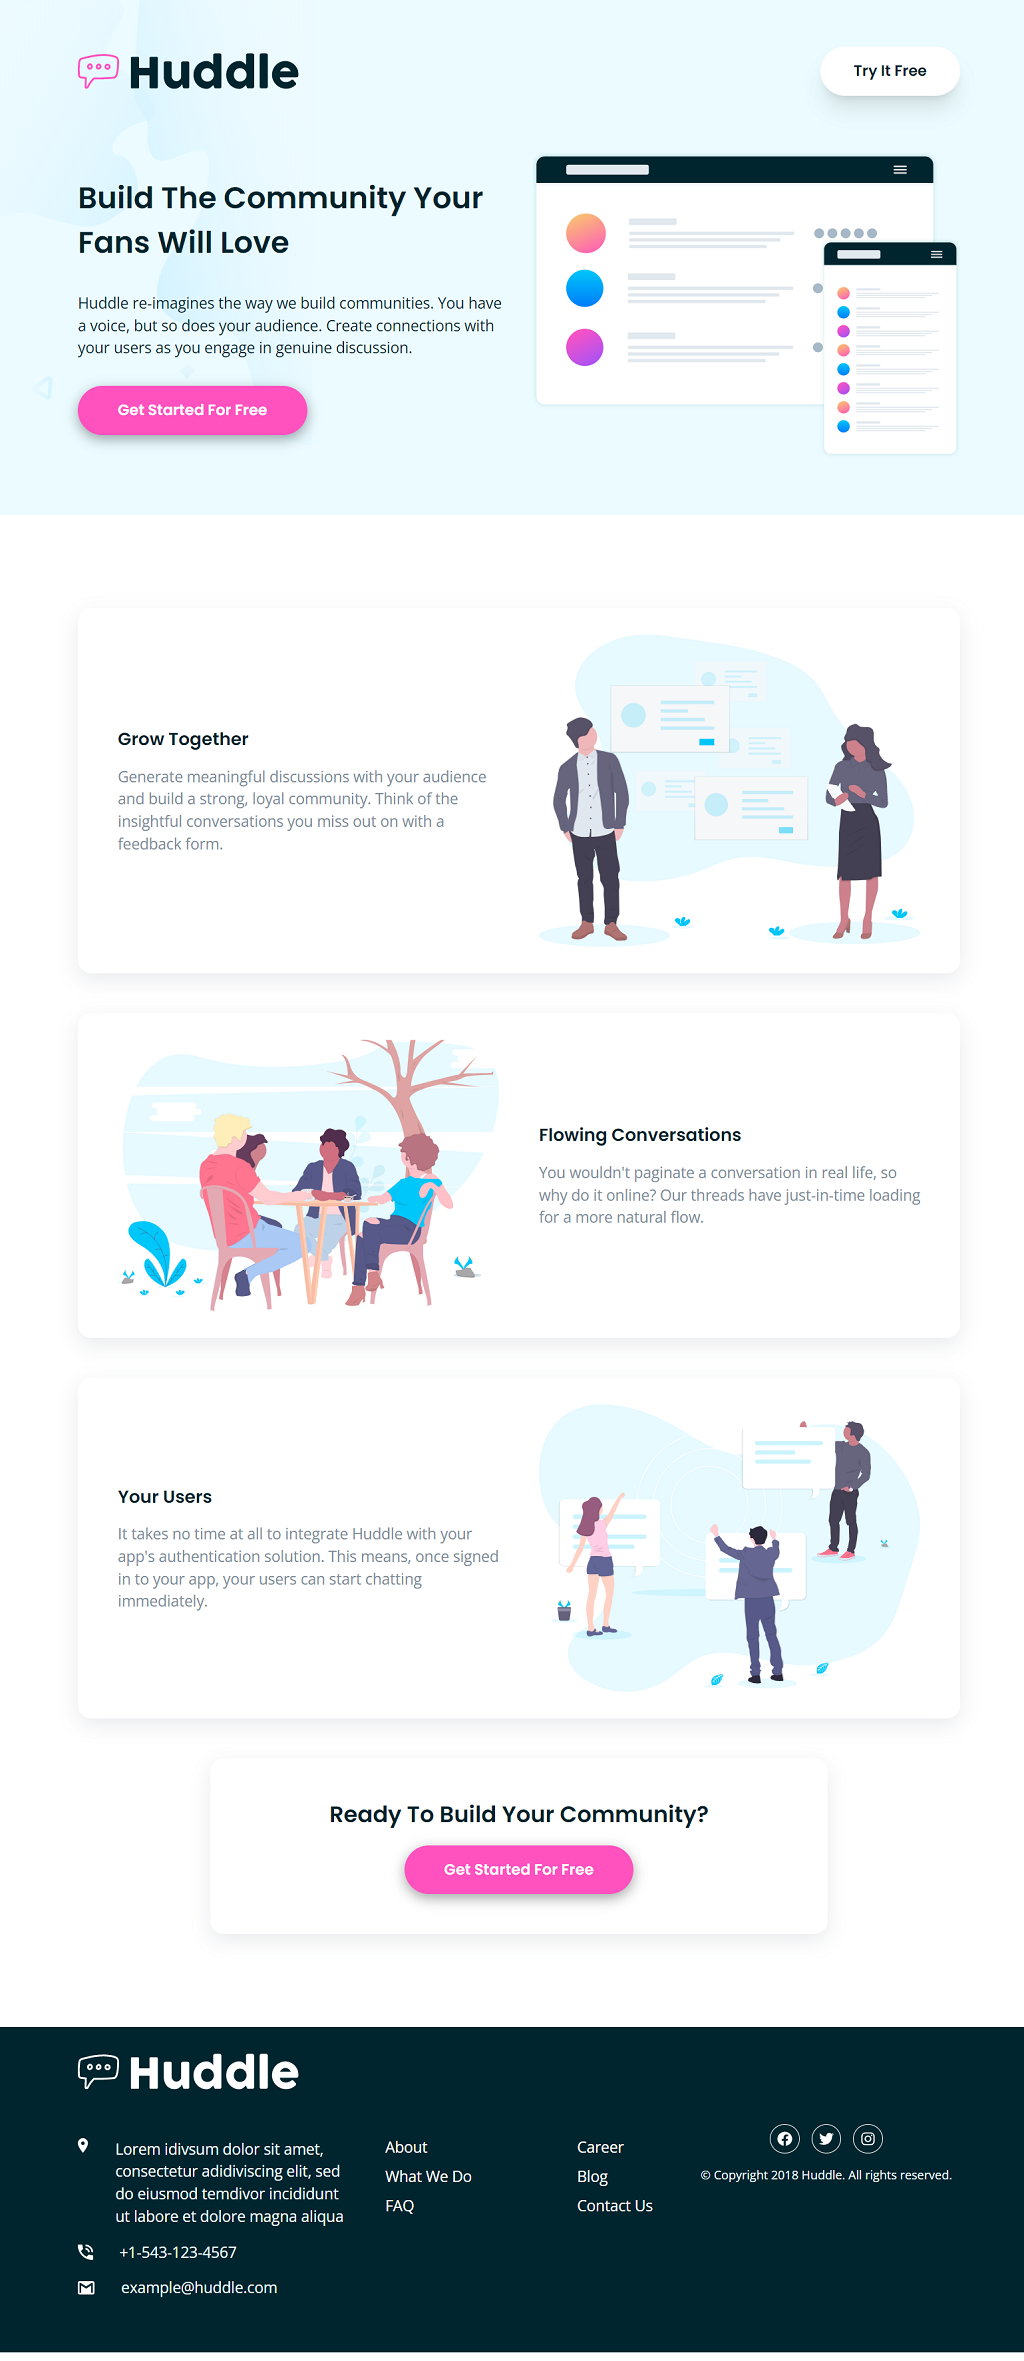 Huddle
Try It Free
Build The Community Your
Fans Will Love
Huddle re-imagines the way we build communities. You have
a voice, but so does your audience. Create connections with
your users as you engage in genuine discussion.
Get Started For Free
Grow Together
Generate meaningful discussions with your audience
and build a strong, loyal community. Think of the
insightful conversations you miss out on with a
feedback form.
Flowing Conversations
You wouldn't paginate a conversation in real life, so
why do it online? Our threads have just-in-time loading
for a more natural flow.
Your Users
It takes no time at all to integrate Huddle with your
app's authentication solution. This means, once signed
in to your app, your users can start chatting
immediately.
Ready To Build Your Community?
Get Started For Free
Huddle
Lorem idivsum dolor sit amet,
consectetur adidiviscing elit, sed
do eiusmod temdivor incididunt
ut labore et dolore magna aliqua
+1-543-123-4567
example@huddle.com
About
What We Do
FAQ
Career
Blog
Contact Us
© Copyright 2018 Huddle. All rights reserved.